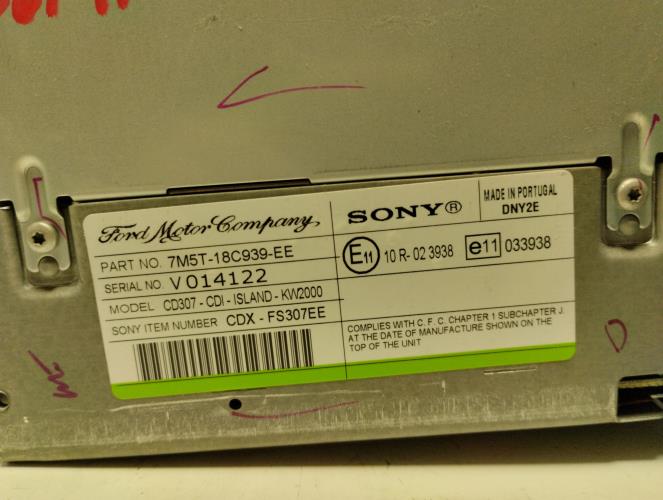 Ford Motor Company
SONY®
MADE IN PORTUGAL
DNY2E
PART NO. 7M5T-18C939-EE
SERIAL NO. V014122
MODEL CD307 - CDI - ISLAND - KW2000
SONY ITEM NUMBER CDX - FS307EE
E11 10 R- 02 3938 e11 033938
COMPLIES WITH C. F. C. CHAPTER 1 SUBCHAPTER J.
AT THE DATE OF MANUFACTURE SHOWN ON THE
TOP OF THE UNIT